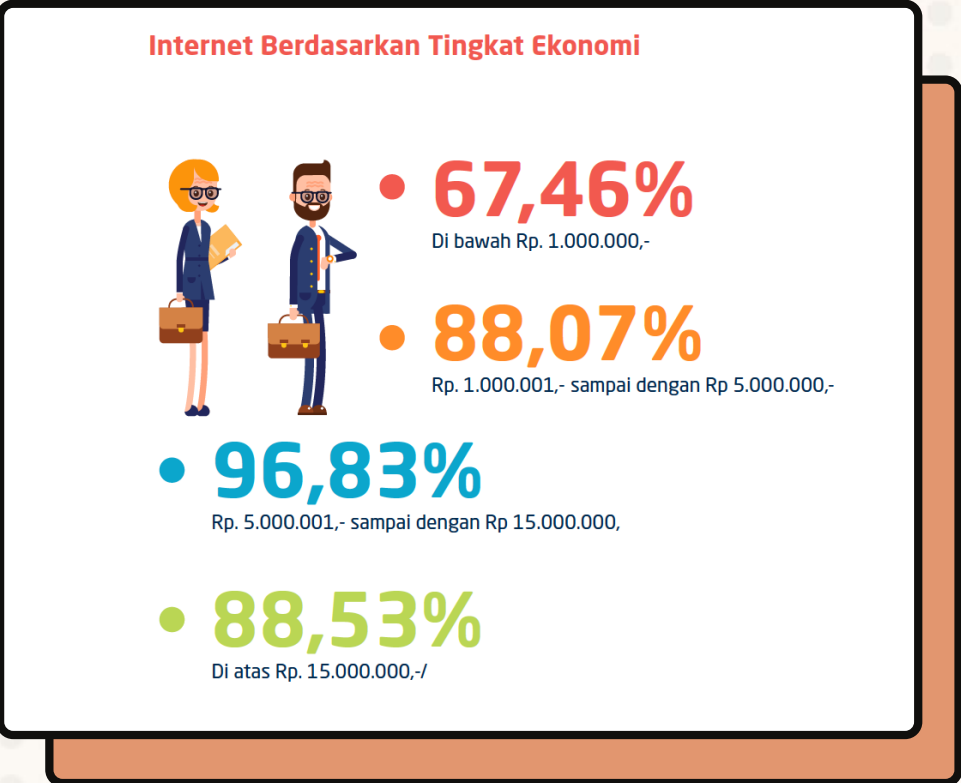 Internet Berdasarkan Tingkat Ekonomi
67,46%
Di bawah Rp. 1.000.000,-
88,07%
Rp. 1.000.001,- sampai dengan Rp 5.000.000,-
96,83%
Rp. 5.000.001,- sampai dengan Rp 15.000.000,
88,53%
Di atas Rp. 15.000.000,-/